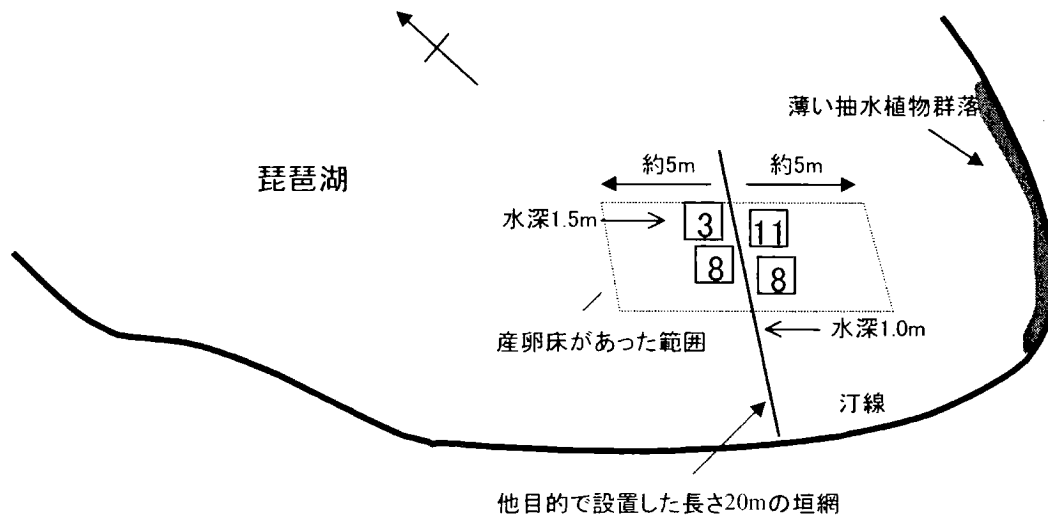 薄い抽水植物群落
琵琶湖
約5m 約5m
水深1.5m
3 11
8 8
産卵床があった範囲
水深1.0m
汀線
他目的で設置した長さ20mの垣網